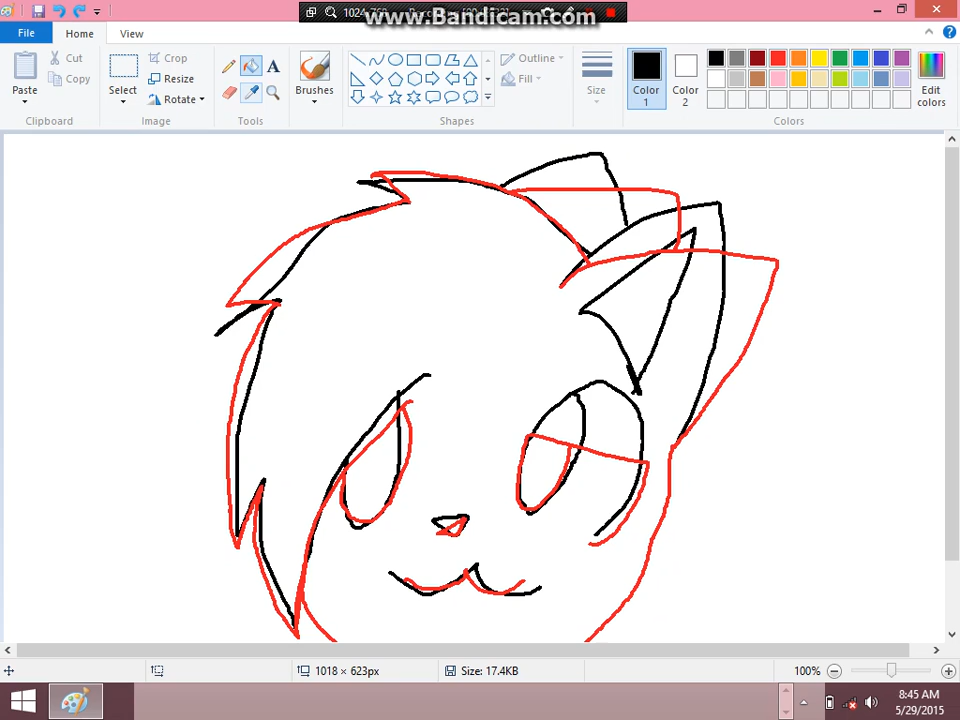 1024×768
www.Bandicam.com
File
Home
View
Paste
Cut
Copy
Clipboard
Select
Crop
Resize
Rotate
Image
Tools
Brushes
Shapes
Outline
Fill
Size
Color 1
Color 2
Edit colors
Colors
1018 × 623px
Size: 17.4KB
100%
8:45 AM
5/29/2015